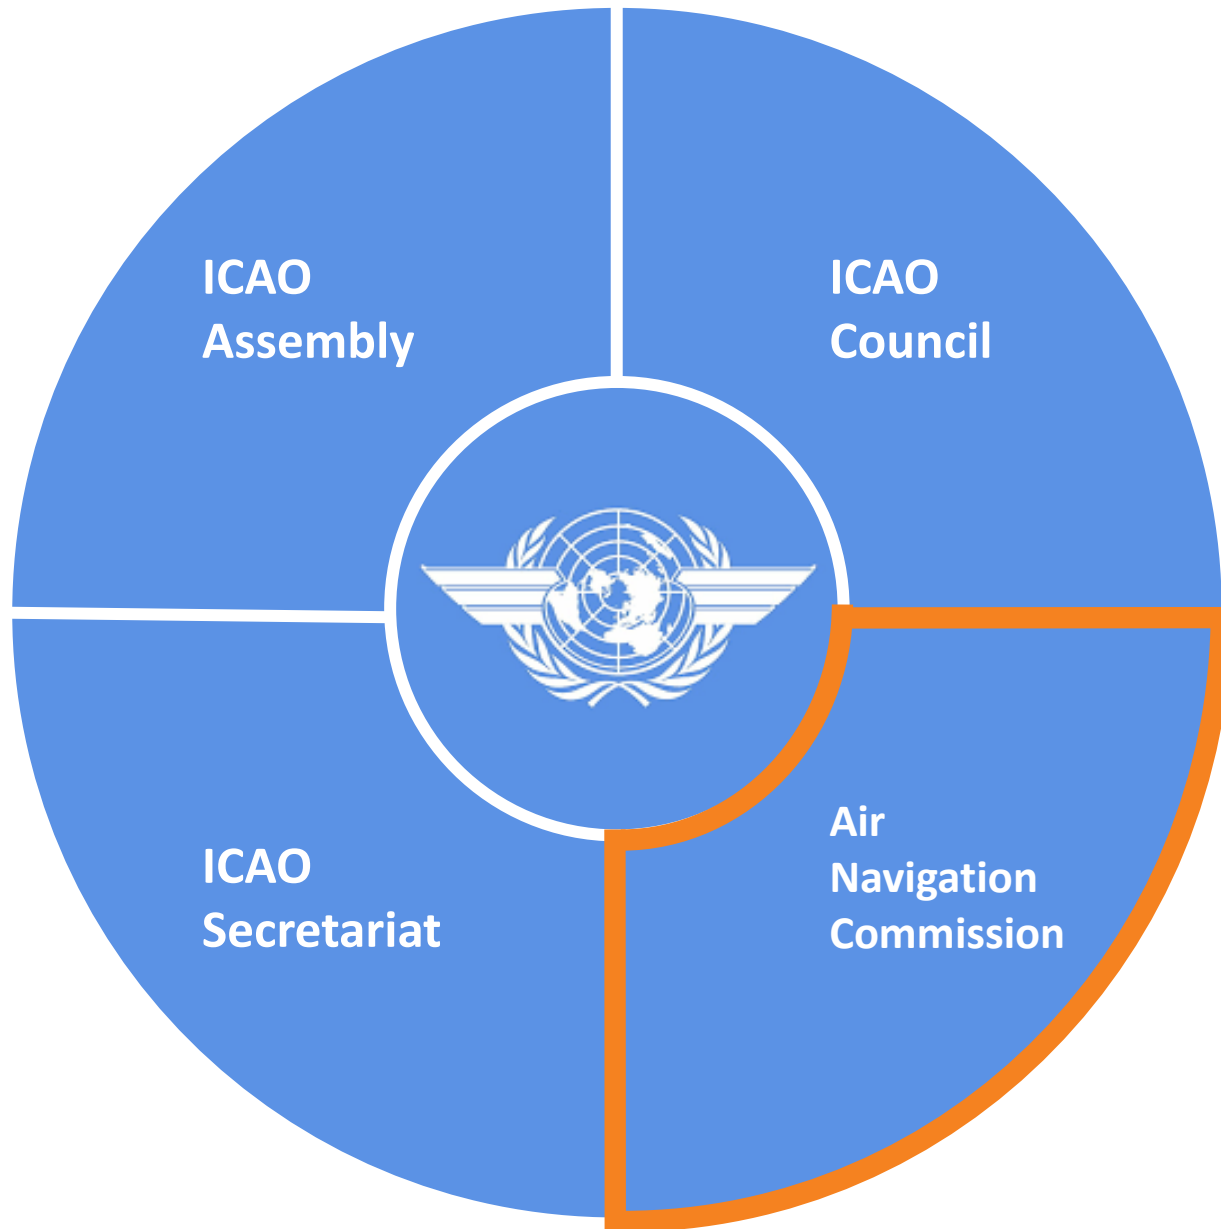 ICAO
Assembly
ICAO
Council
ICAO
Secretariat
Air
Navigation
Commission